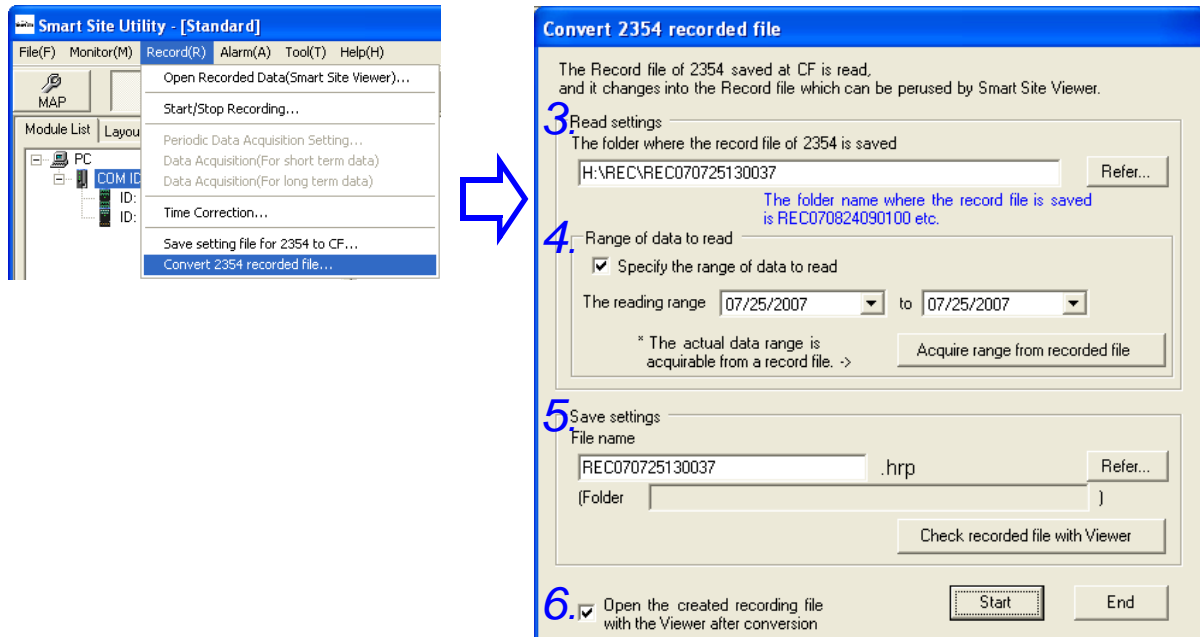 Smart Site Utility - [Standard]
File(F) Monitor(M) Record(R) Alarm(A) Tool(T) Help(H)
MAP
Module List Layou
PC
COM ID
ID:
ID:
Open Recorded Data(Smart Site Viewer)...
Start/Stop Recording...
Periodic Data Acquisition Setting...
Data Acquisition(For short term data)
Data Acquisition(For long term data)
Time Correction...
Save setting file for 2354 to CF...
Convert 2354 recorded file...
Convert 2354 recorded file
The Record file of 2354 saved at CF is read,
and it changes into the Record file which can be perused by Smart Site Viewer.
3. Read settings
The folder where the record file of 2354 is saved
H:\REC\REC070725130037 Refer...
The folder name where the record file is saved
is REC070824090100 etc.
4. Range of data to read
Specify the range of data to read
The reading range 07/25/2007 to 07/25/2007
* The actual data range is
acquirable from a record file. ->
Acquire range from recorded file
5. Save settings
File name
REC070725130037 .hrp Refer...
(Folder )
Check recorded file with Viewer
6. Open the created recording file
with the Viewer after conversion
Start End